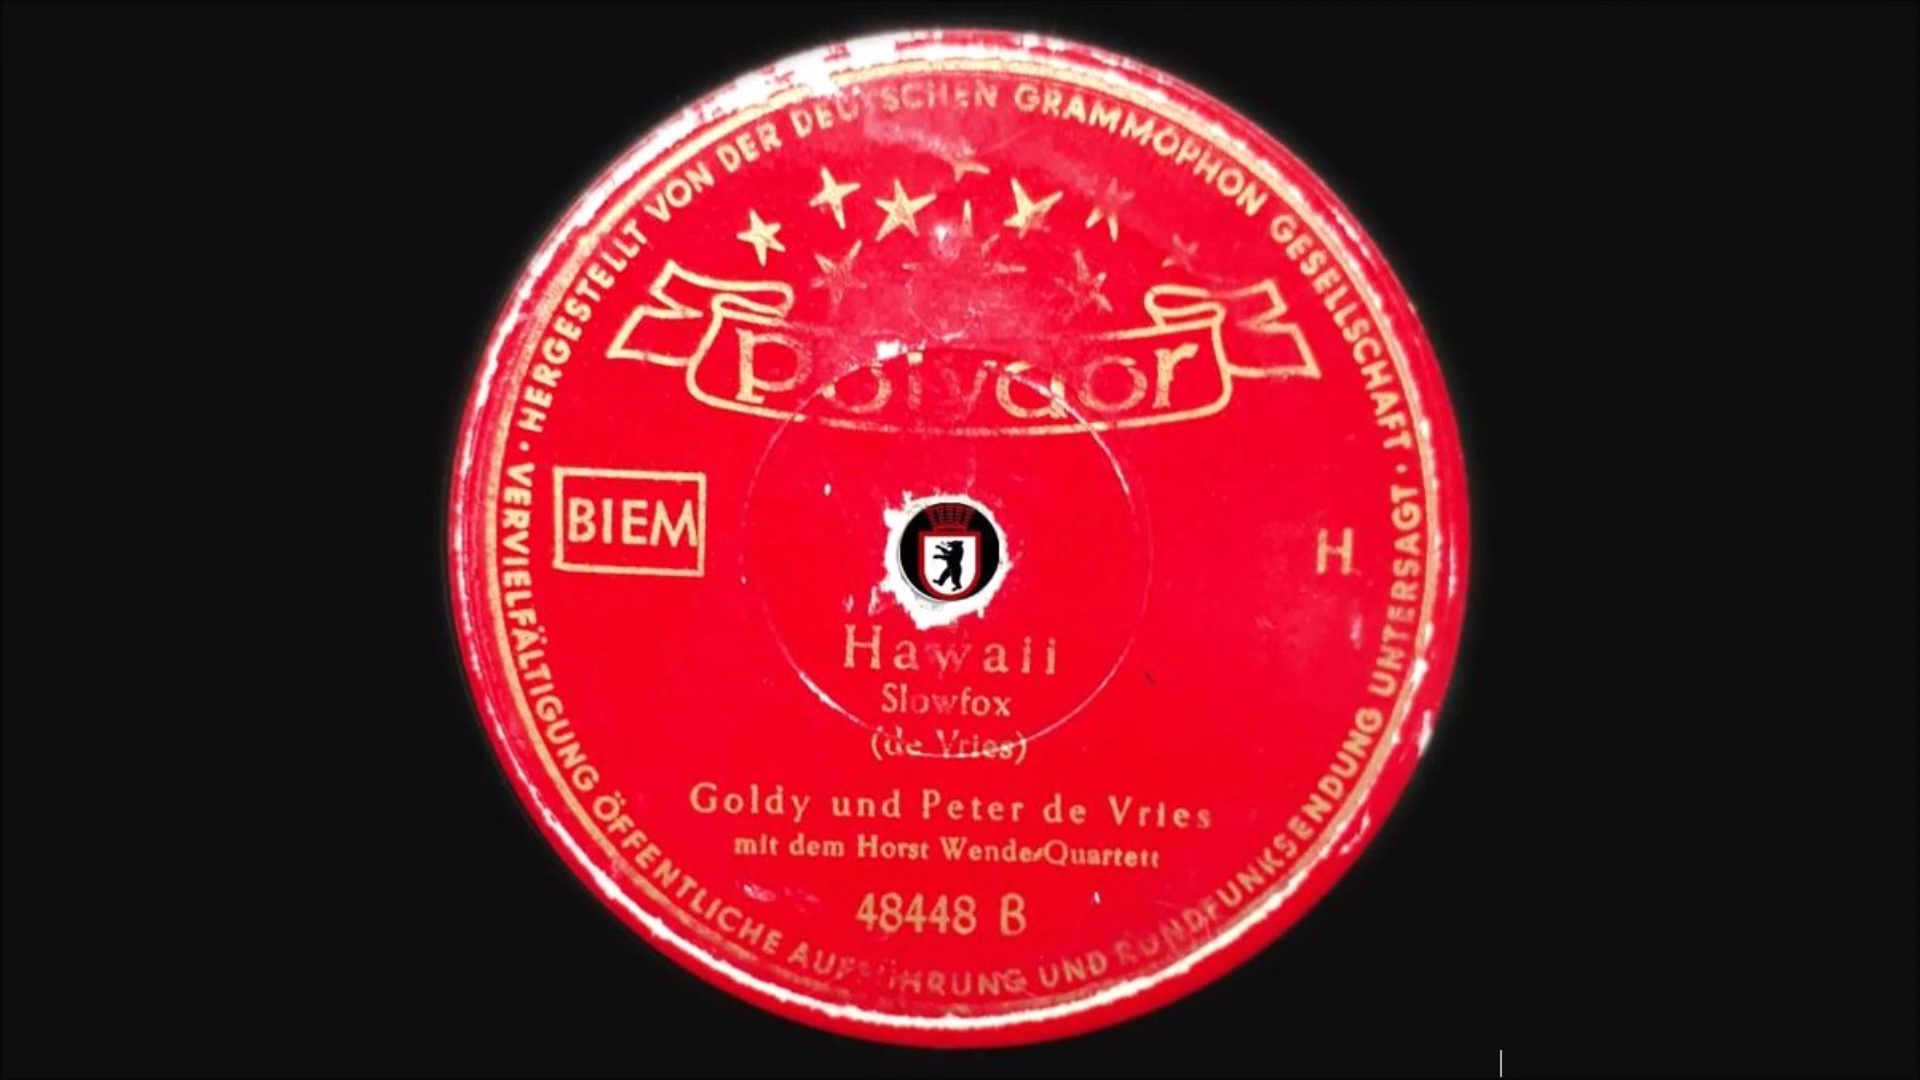 HERGESTELLT VON DER DEUTSCHEN GRAMMOPHON GESELLSCHAFT · VERVIELFÄLTIGUNG ÖFFENTLICHE AUFFÜHRUNG UND RUNDFUNKSENDUNG UNTERSAGT ·
polydor
BIEM
H
Hawaii
Slowfox
(de Vries)
Goldy und Peter de Vries
mit dem Horst Wende-Quartett
48448 B